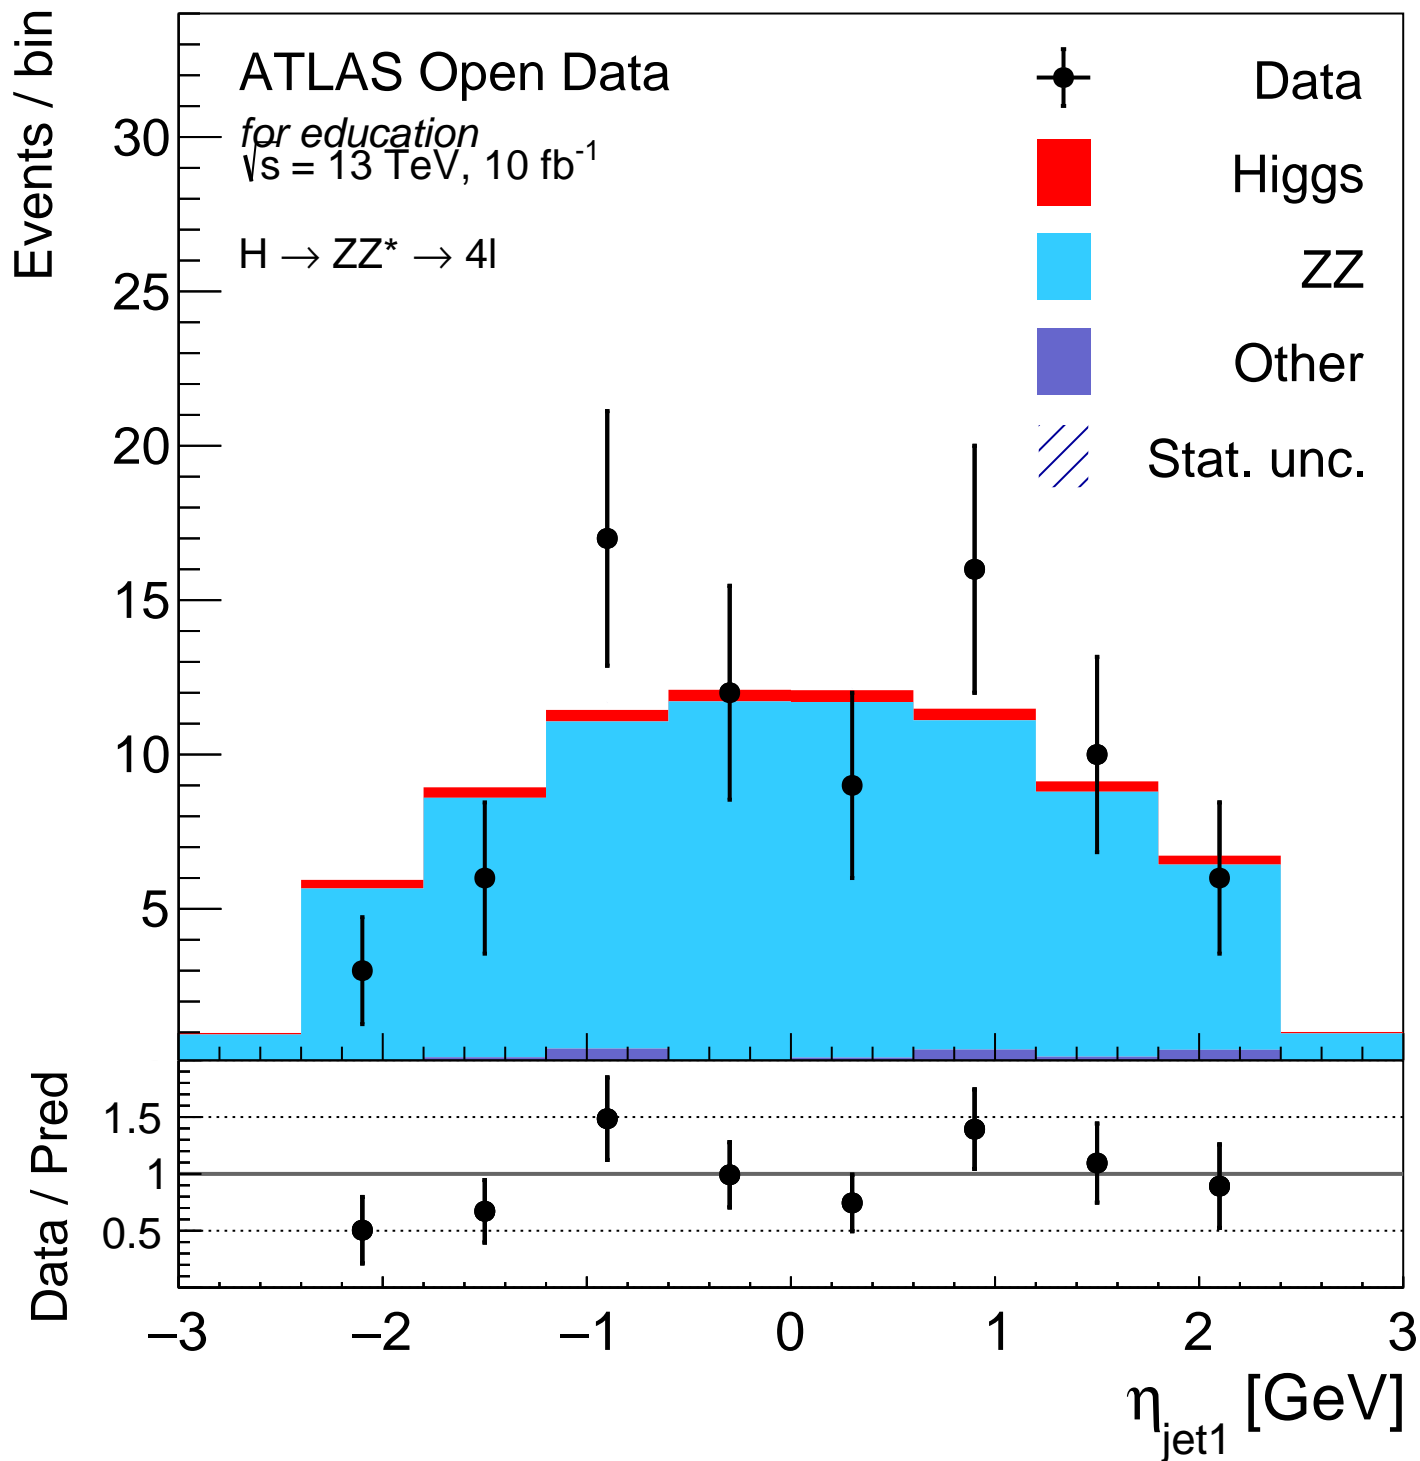 Events / bin
ATLAS Open Data
for education
√s = 13 TeV, 10 fb-1
H → ZZ* → 4l
Data
Higgs
ZZ
Other
Stat. unc.
30
25
20
15
10
5
Data / Pred
1.5
1
0.5
–3 –2 –1 0 1 2 3
ηjet1 [GeV]